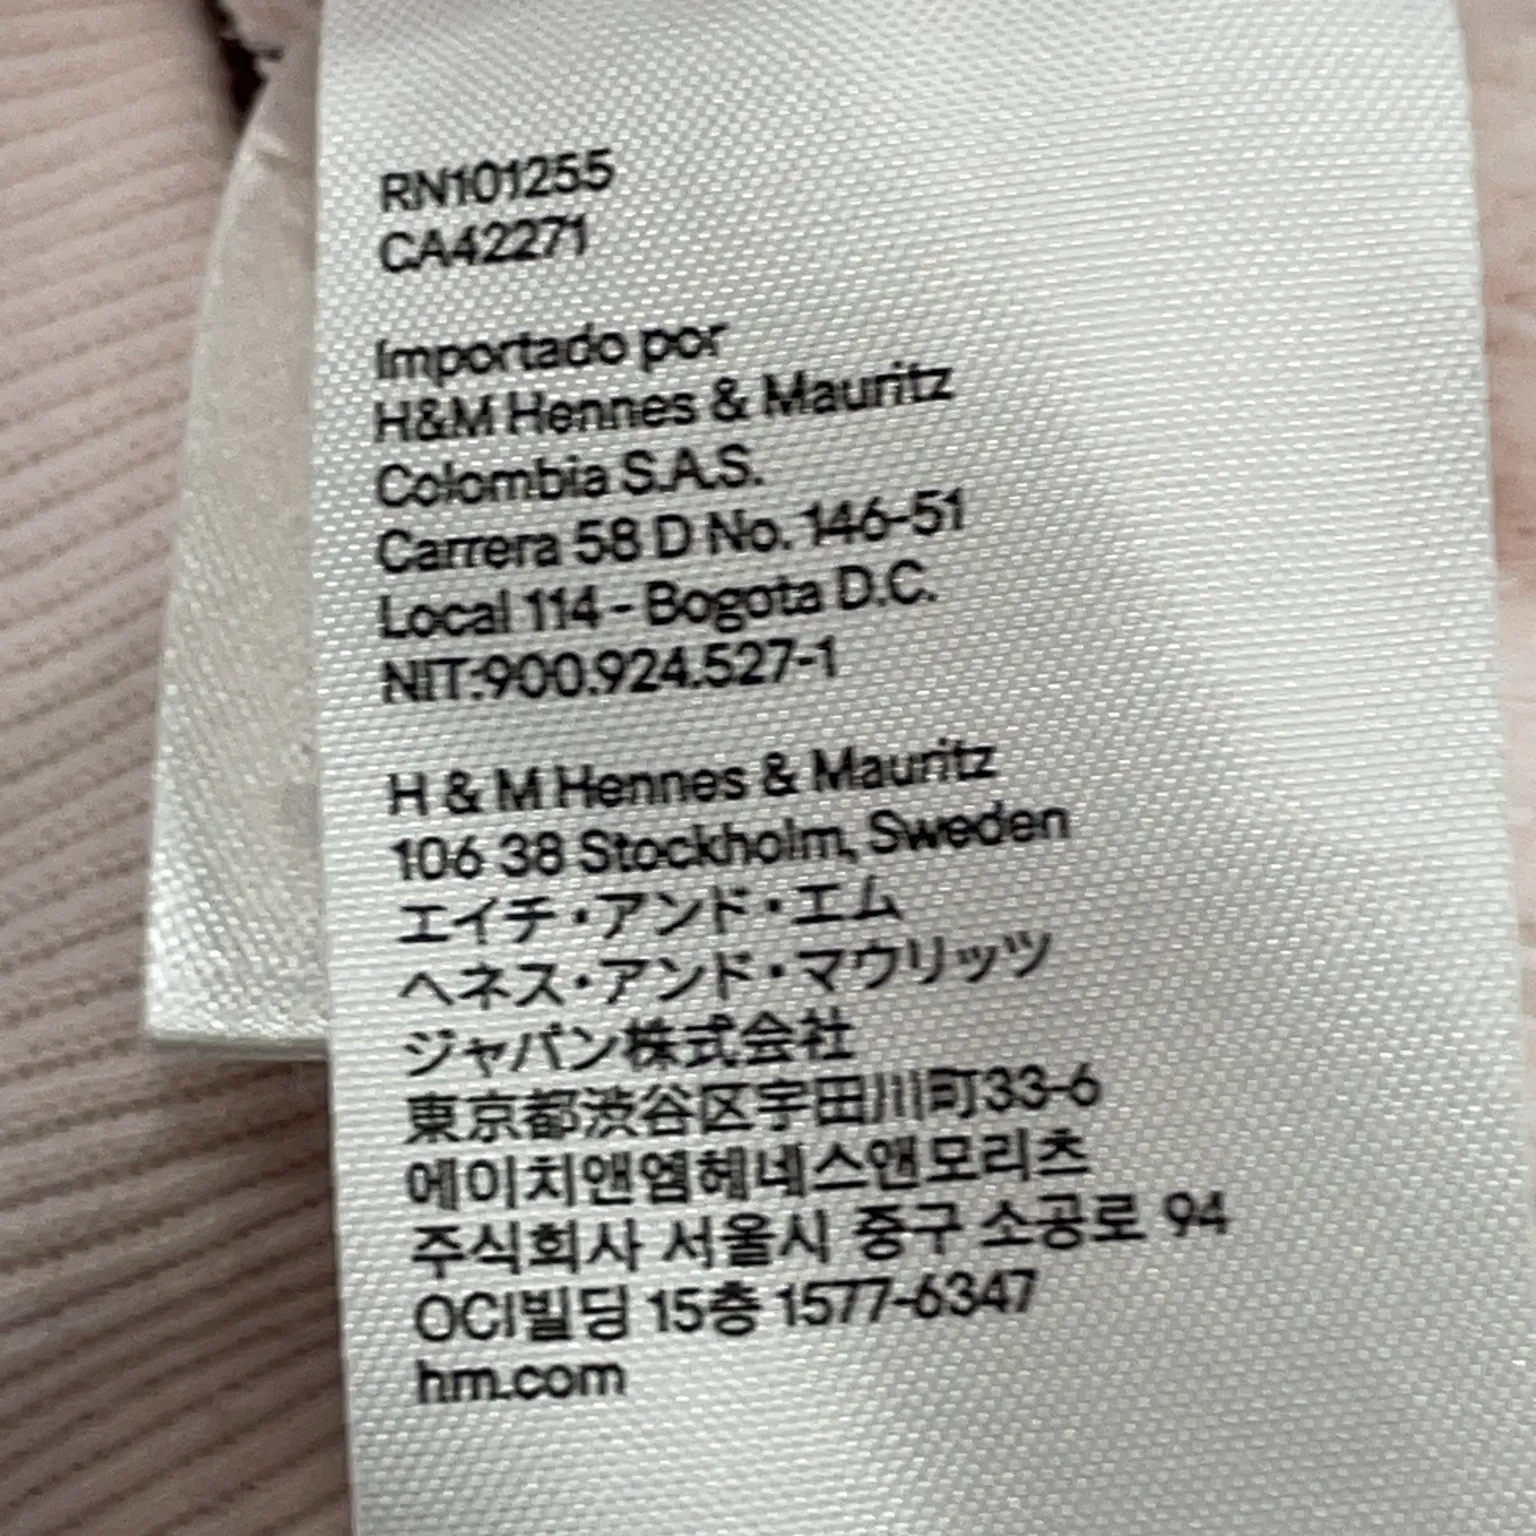 RN101255
CA42271
Importado por
H&M Hennes & Mauritz
Colombia S.A.S.
Carrera 58 D No. 146-51
Local 114 - Bogota D.C.
NIT:900.924.527-1
H & M Hennes & Mauritz
106 38 Stockholm, Sweden
エイチ・アンド・エム
ヘネス・アンド・マウリッツ
ジャパン株式会社
東京都渋谷区宇田川町33-6
에이치앤엠헤네스앤모리츠
주식회사 서울시 중구 소공로 94
OCI빌딩 15층 1577-6347
hm.com